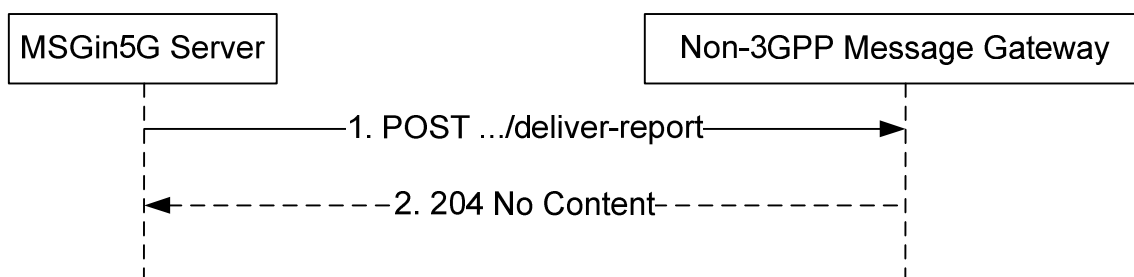 MSGin5G Server
Non-3GPP Message Gateway
1. POST .../deliver-report
2. 204 No Content